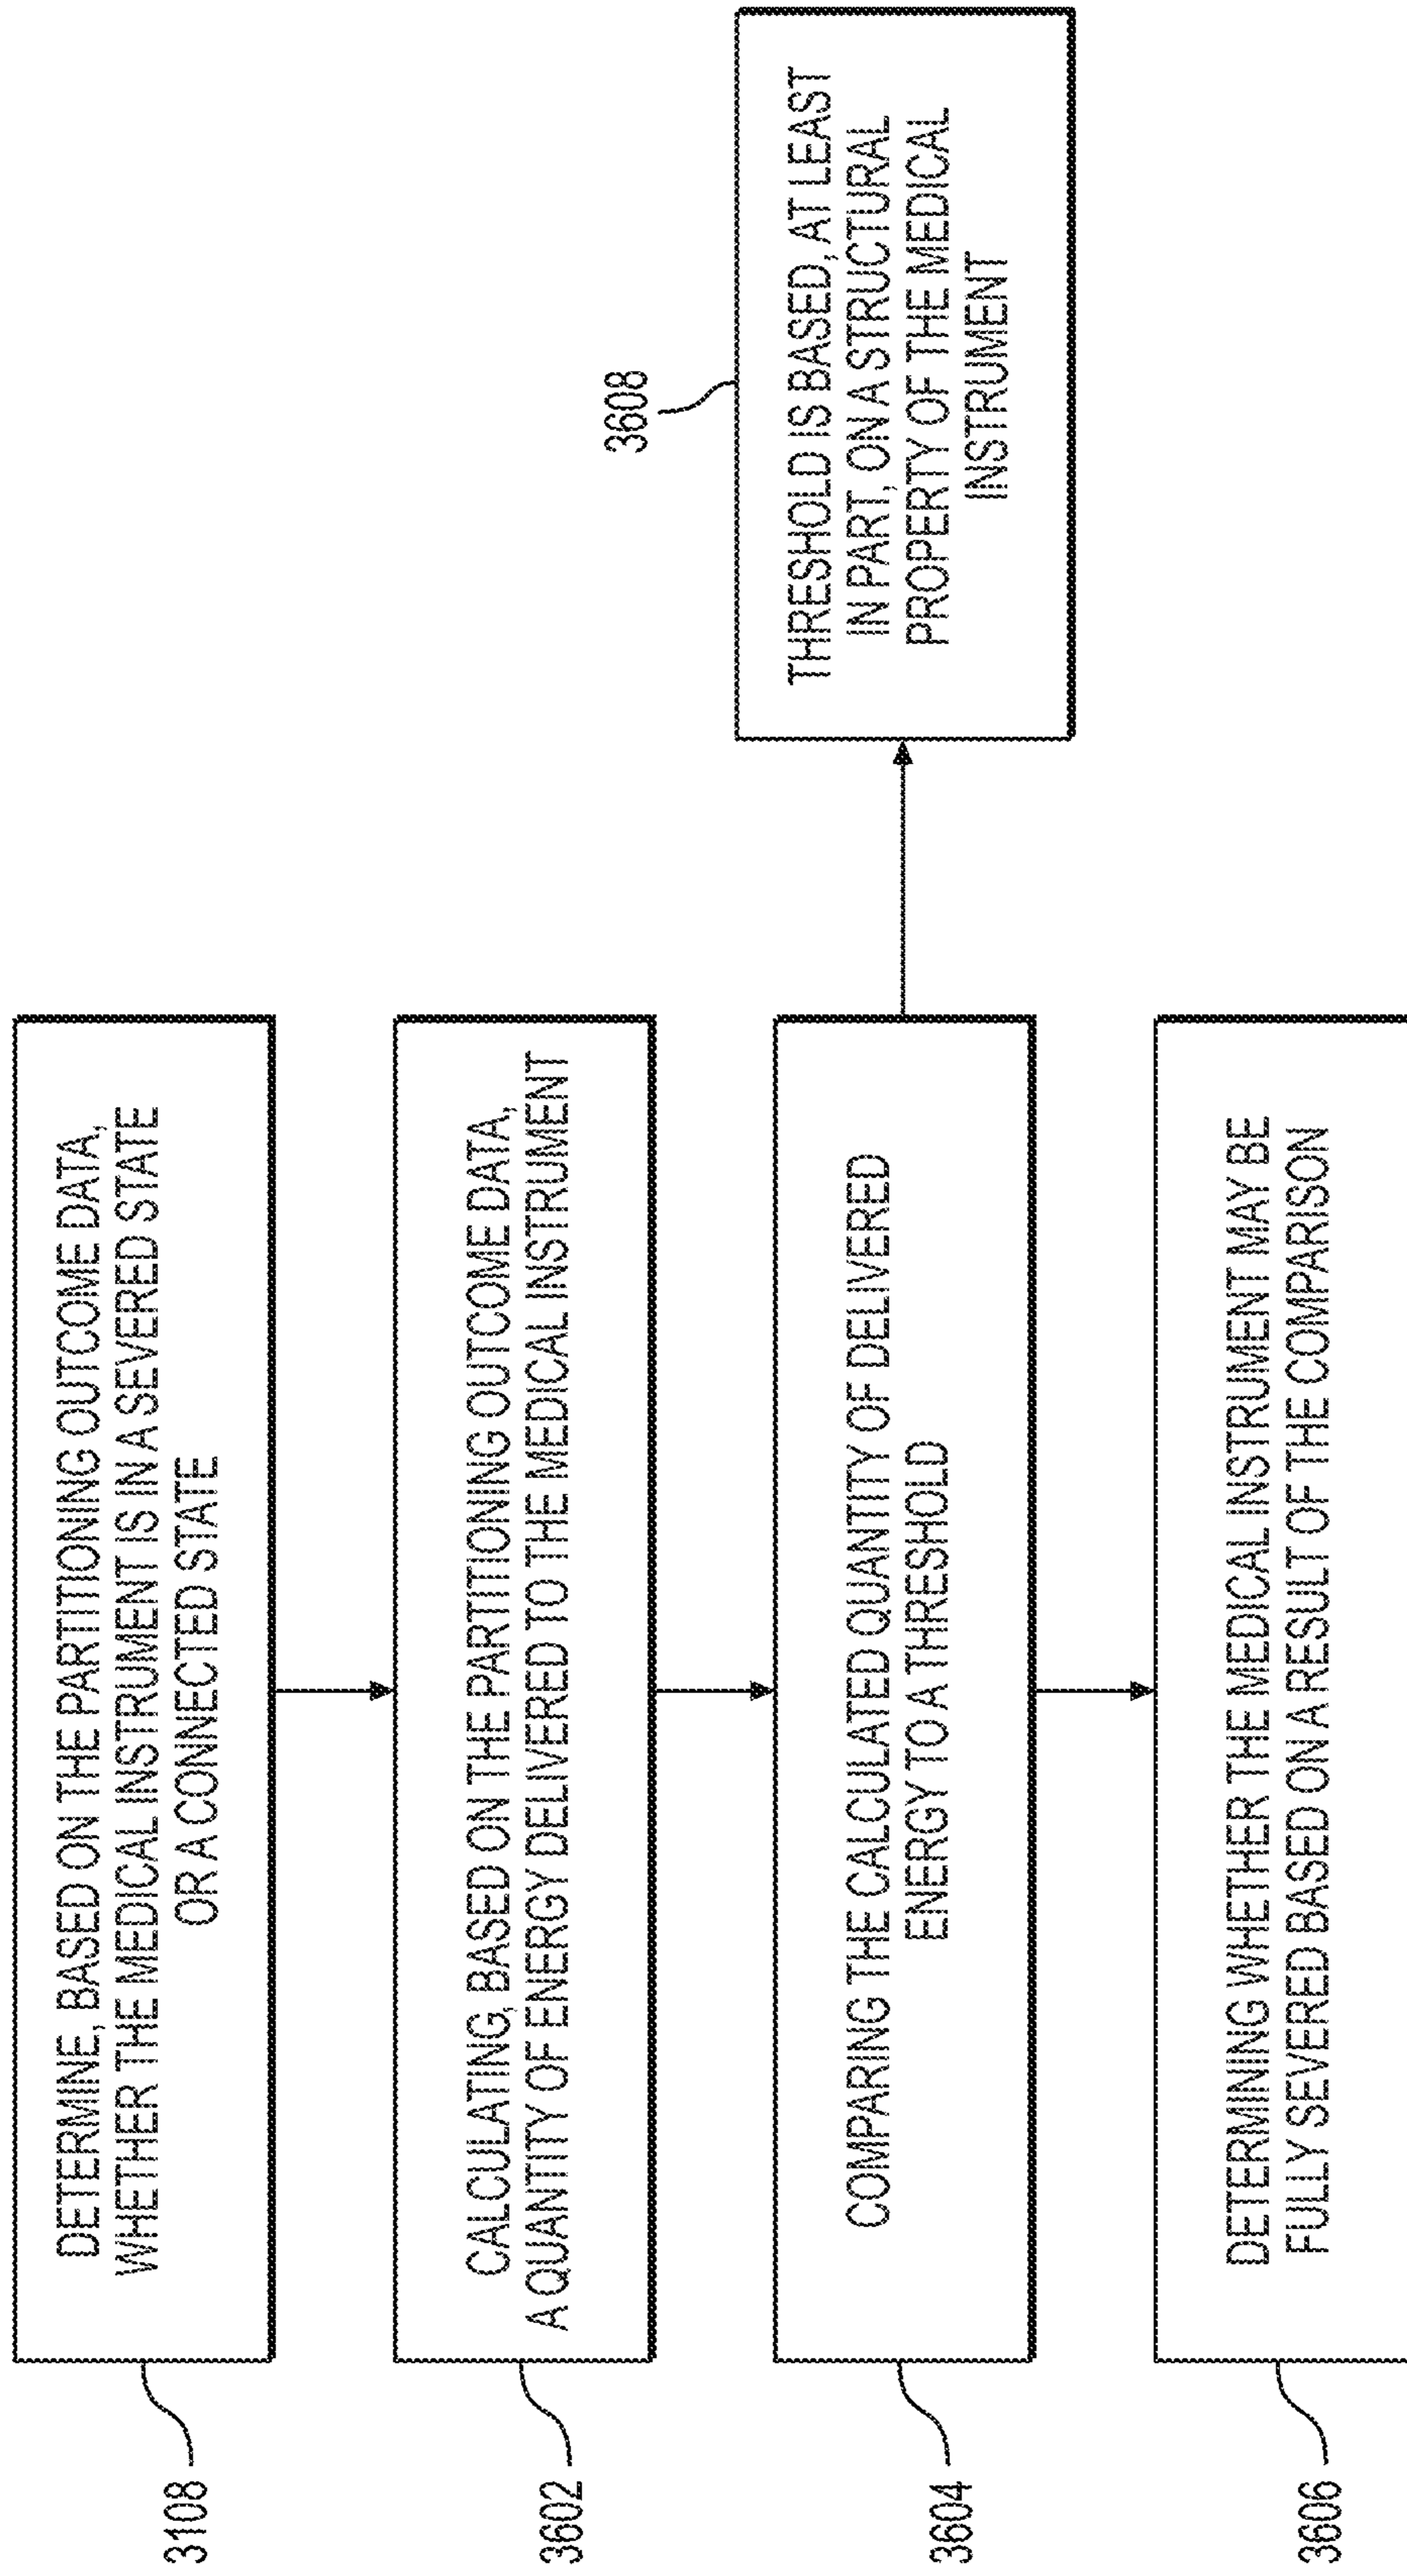 3108
DETERMINE, BASED ON THE PARTITIONING OUTCOME DATA,
WHETHER THE MEDICAL INSTRUMENT IS IN A SEVERED STATE
OR A CONNECTED STATE
3602
CALCULATING, BASED ON THE PARTITIONING OUTCOME DATA,
A QUANTITY OF ENERGY DELIVERED TO THE MEDICAL INSTRUMENT
3604
COMPARING THE CALCULATED QUANTITY OF DELIVERED
ENERGY TO A THRESHOLD
3608
THRESHOLD IS BASED, AT LEAST
IN PART, ON A STRUCTURAL
PROPERTY OF THE MEDICAL
INSTRUMENT
3606
DETERMINING WHETHER THE MEDICAL INSTRUMENT MAY BE
FULLY SEVERED BASED ON A RESULT OF THE COMPARISON